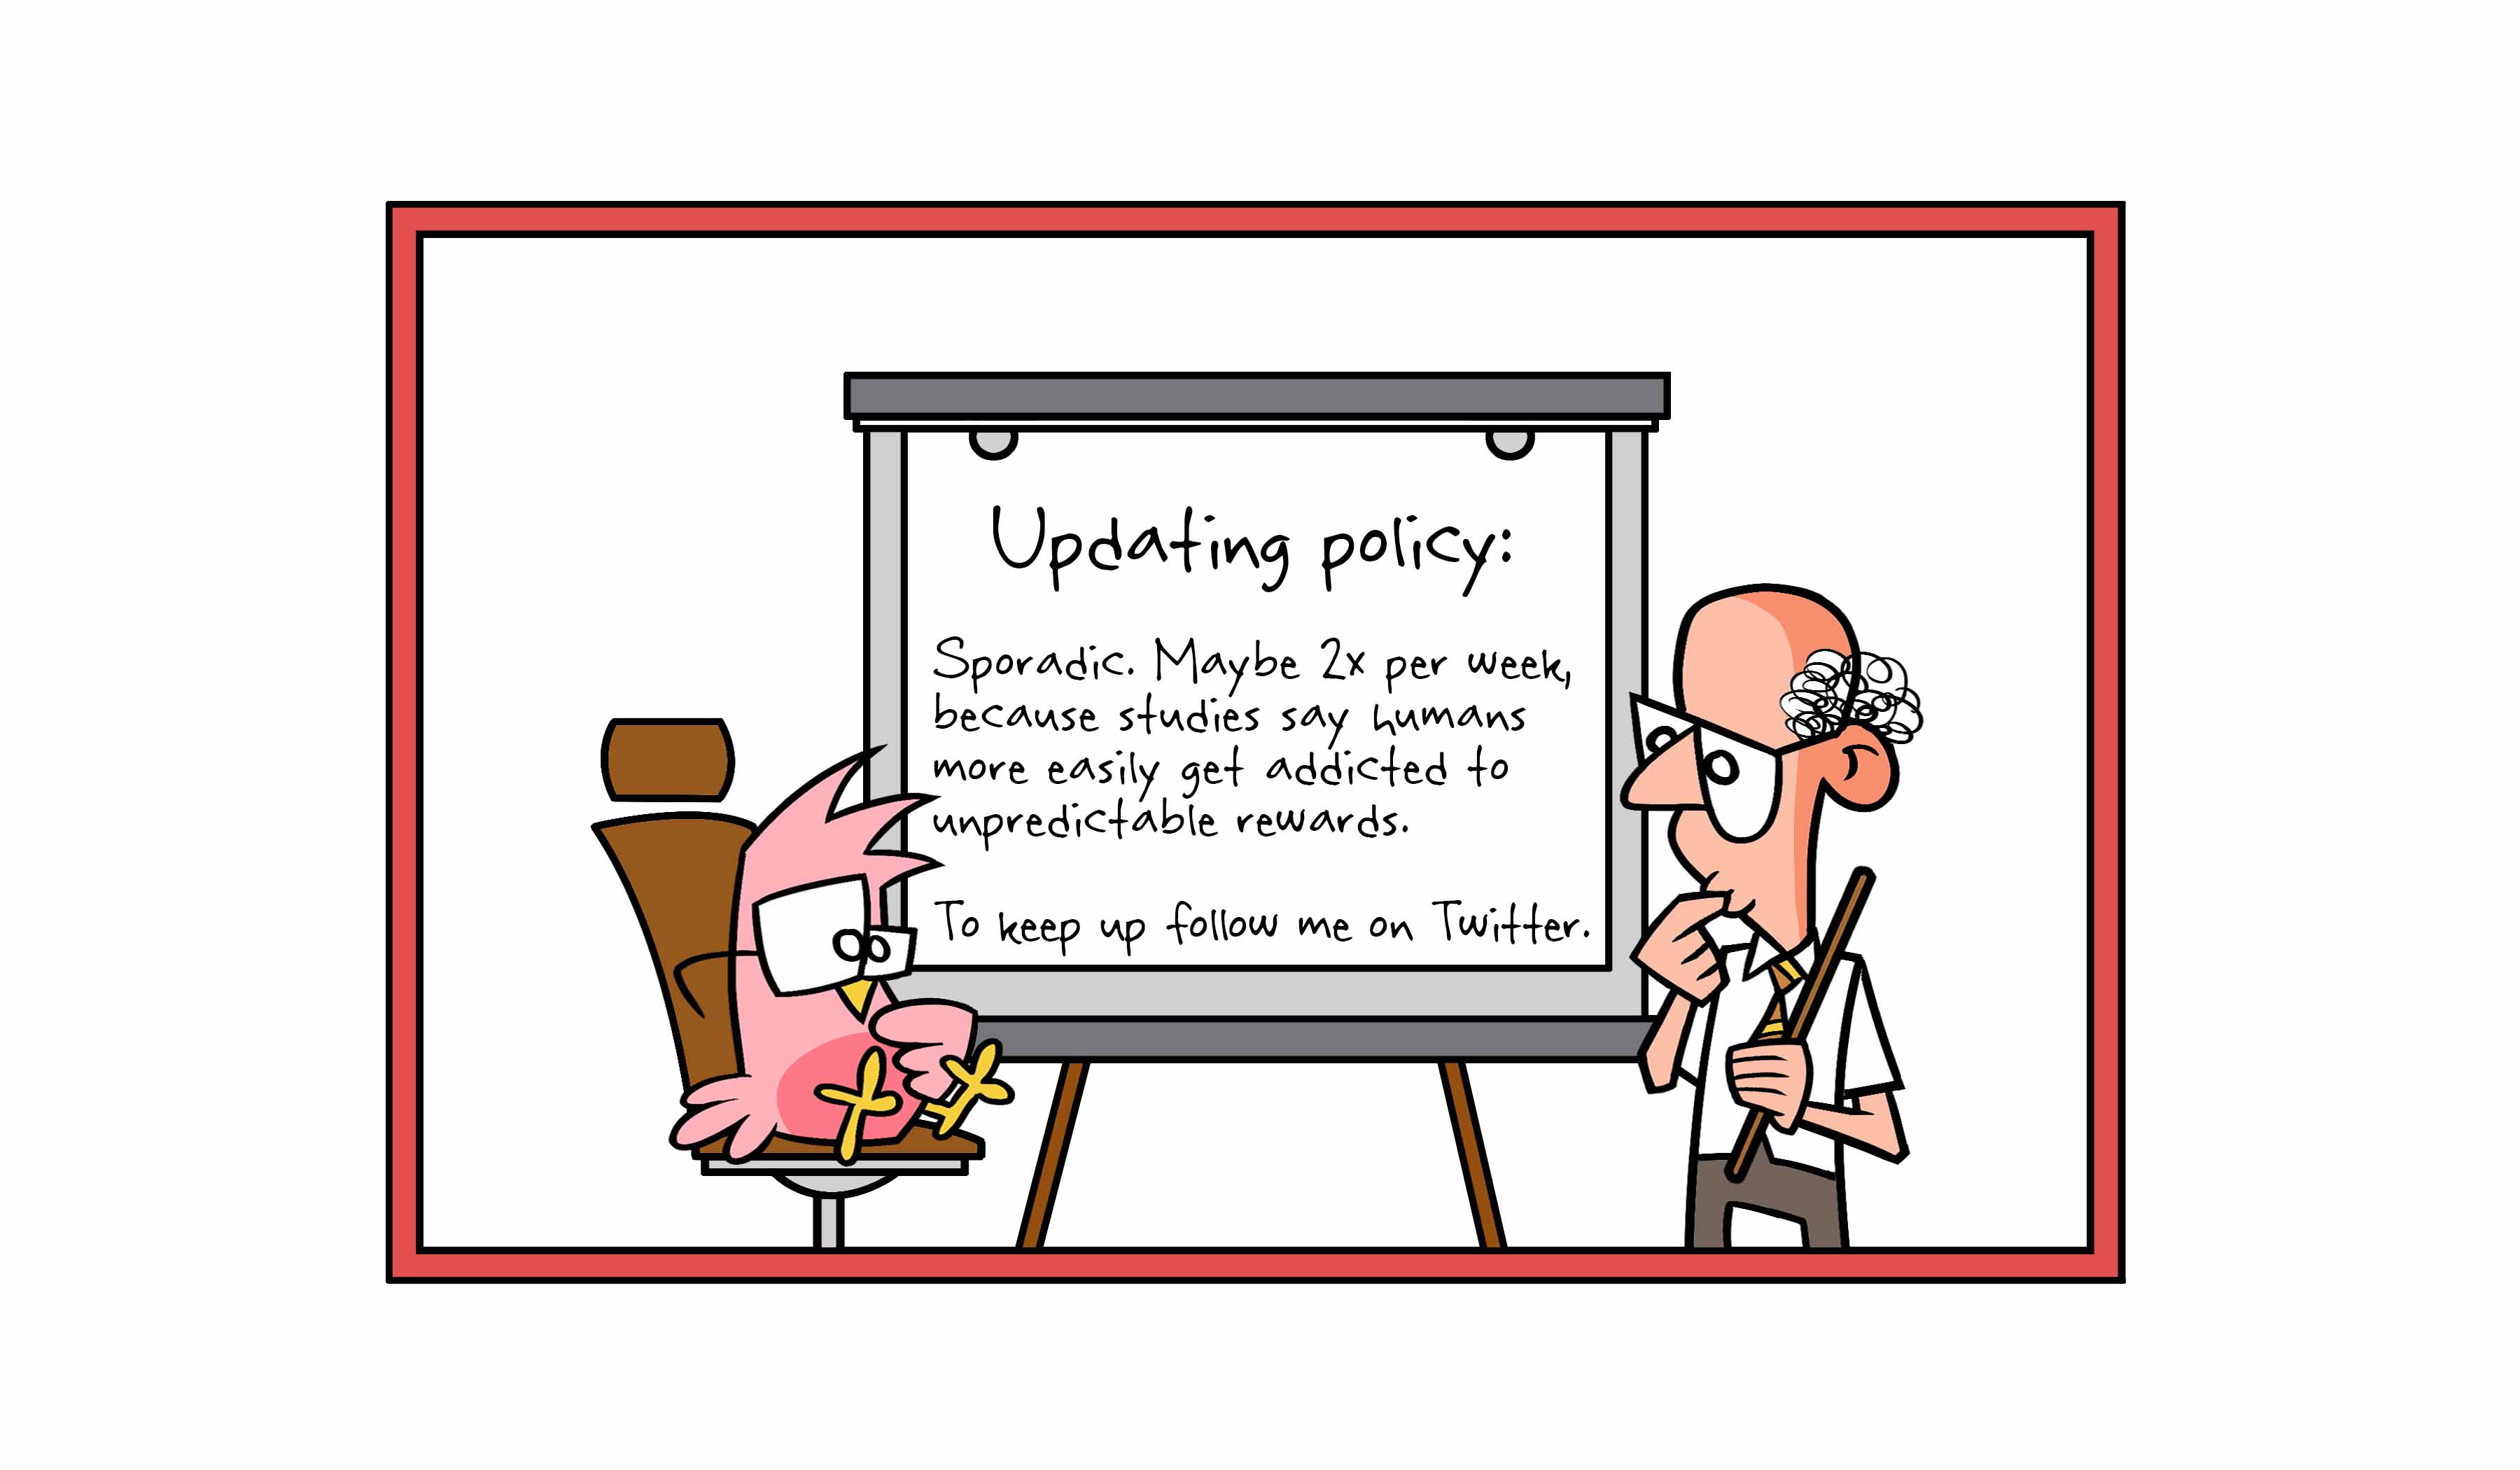 Updating policy:
Sporadic. Maybe 2x per week,
because studies say humans
more easily get addicted to
unpredictable rewards.
To keep up follow me on Twitter.